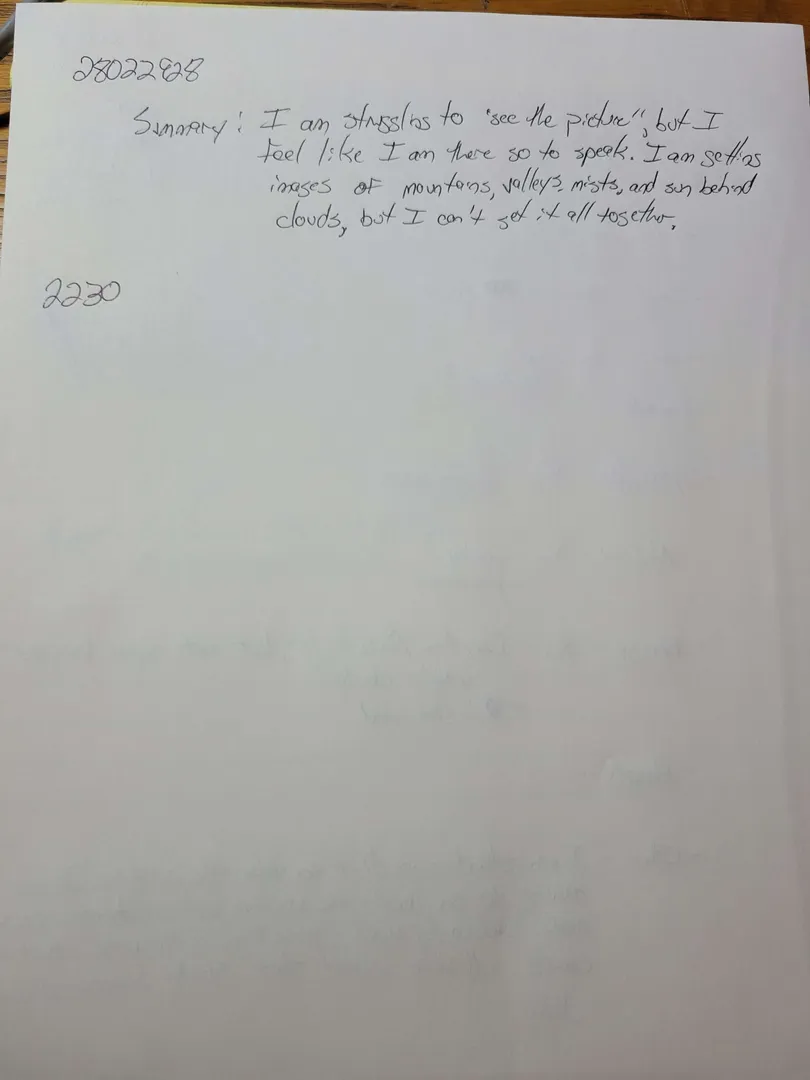 28022928
Summary: I am struggling to "see the picture", but I
feel like I am there so to speak. I am getting
images of mountains, valleys, mists, and sun behind
clouds, but I can't get it all together.
2230